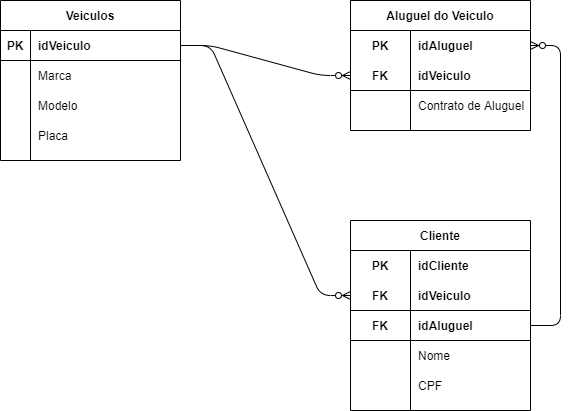 Veiculos
PK idVeiculo
Marca
Modelo
Placa
Aluguel do Veiculo
PK idAluguel
FK idVeiculo
Contrato de Aluguel
Cliente
PK idCliente
FK idVeiculo
FK idAluguel
Nome
CPF